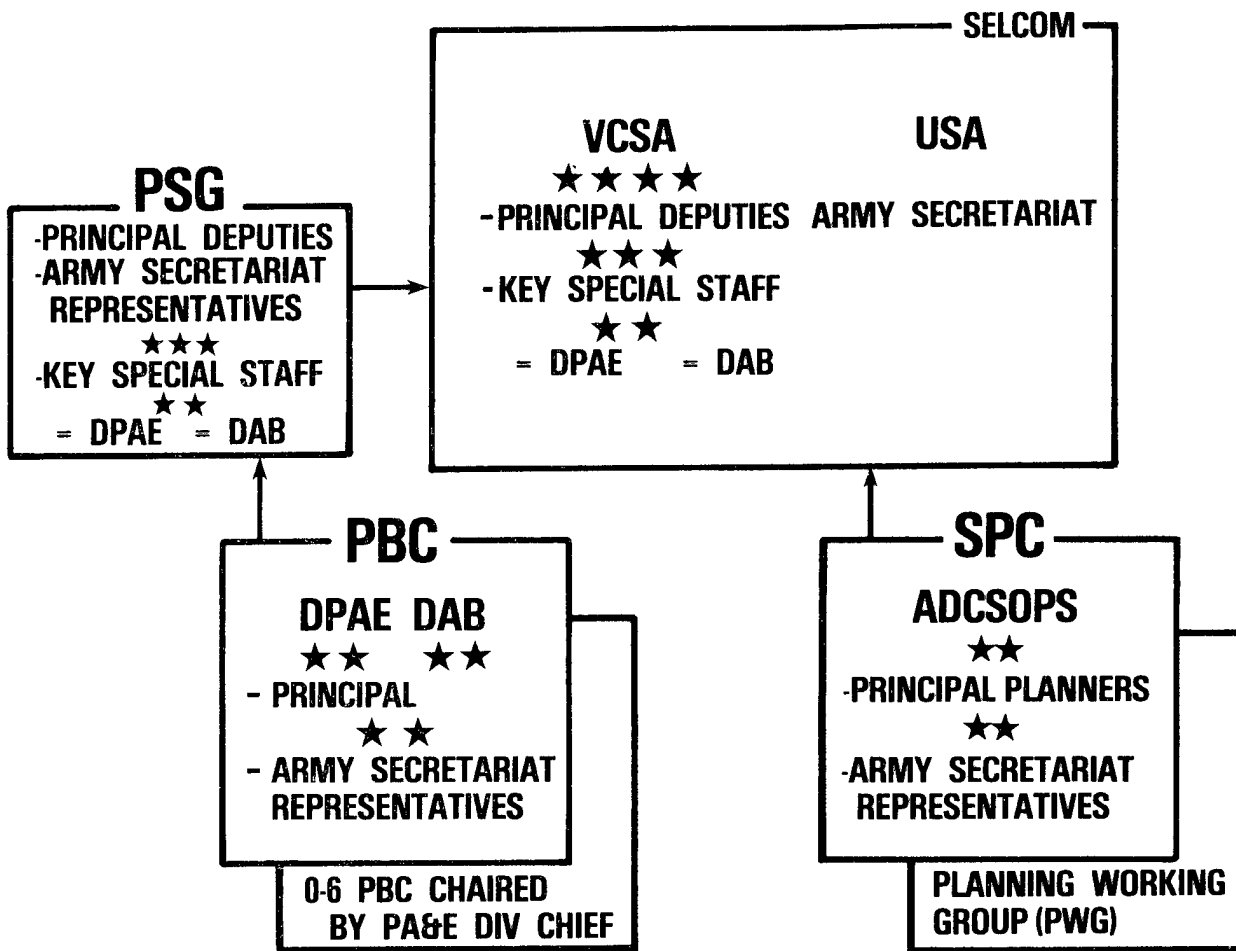 SELCOM
VCSA USA
★★★★
-PRINCIPAL DEPUTIES ARMY SECRETARIAT
★★★
-KEY SPECIAL STAFF
★★
= DPAE = DAB
PSG
-PRINCIPAL DEPUTIES
-ARMY SECRETARIAT
REPRESENTATIVES
★★★
-KEY SPECIAL STAFF
★★
= DPAE = DAB
PBC
DPAE DAB
★★ ★★
- PRINCIPAL
★★
- ARMY SECRETARIAT
REPRESENTATIVES
0-6 PBC CHAIRED
BY PA&E DIV CHIEF
SPC
ADCSOPS
★★
-PRINCIPAL PLANNERS
★★
-ARMY SECRETARIAT
REPRESENTATIVES
PLANNING WORKING
GROUP (PWG)